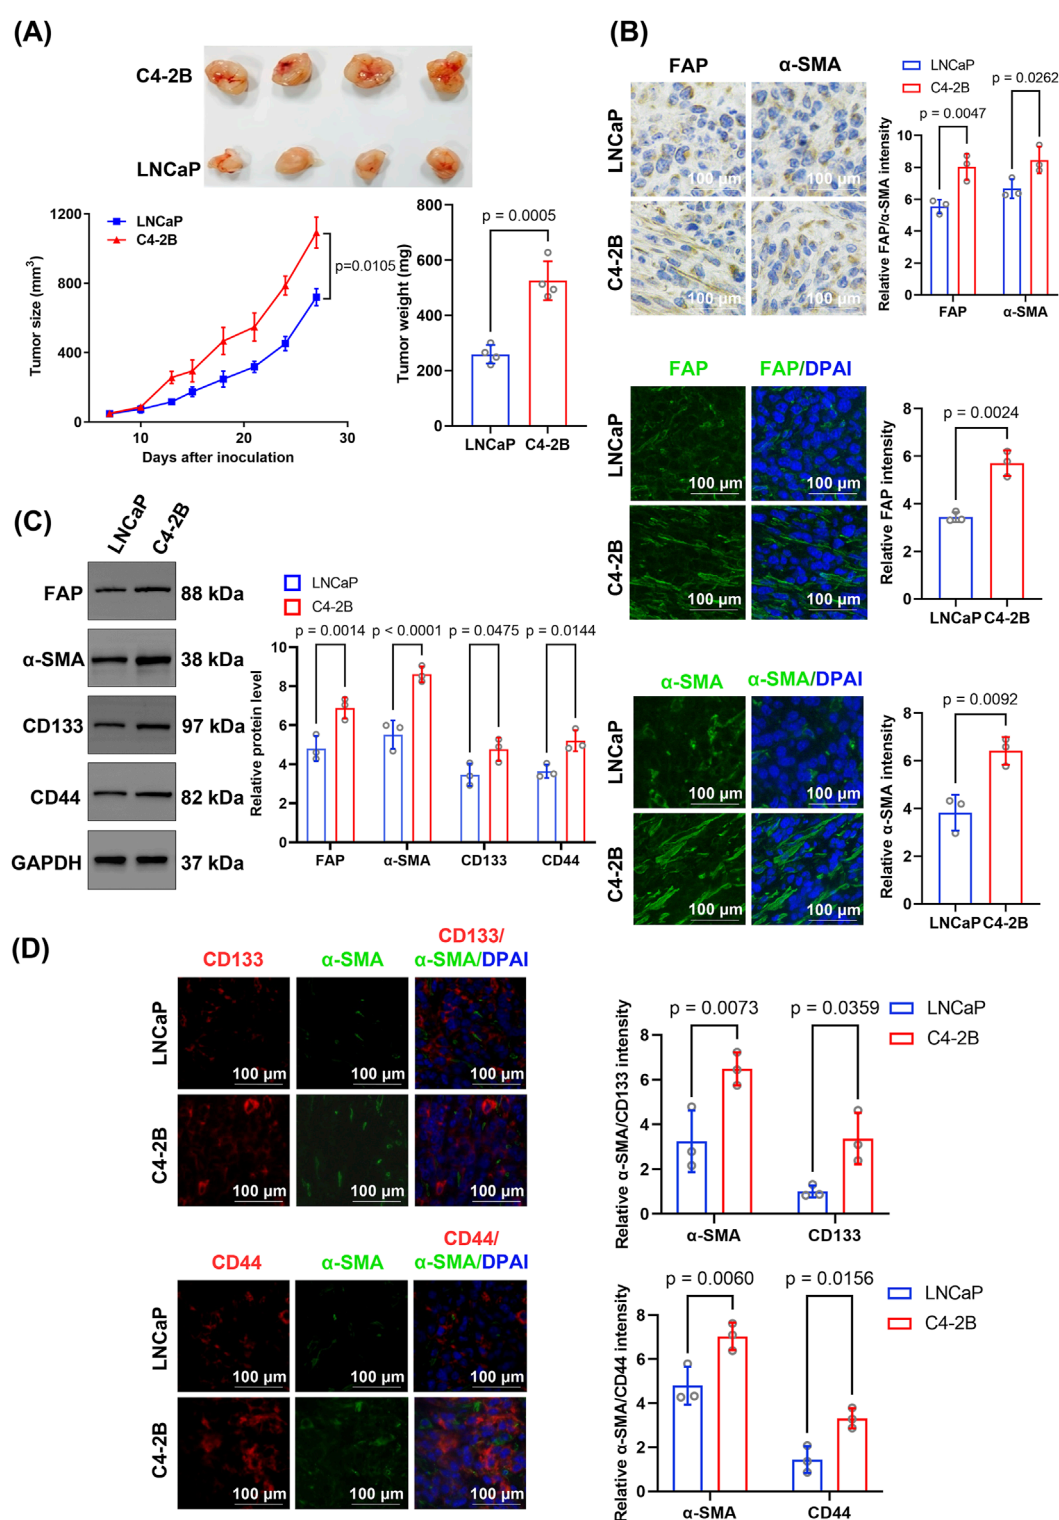 (A)
C4-2B
LNCaP
1200
800
400
0
Tumor size (mm³)
LNCaP
C4-2B
p=0.0105
10
20
30
Days after inoculation
800
600
400
200
0
Tumor weight (mg)
p = 0.0005
LNCaP C4-2B
(B)
FAP
α-SMA
LNCaP
100 μm
100 μm
C4-2B
100 μm
100 μm
LNCaP
C4-2B
p = 0.0262
p = 0.0047
Relative FAP/α-SMA intensity
10
8
6
4
2
0
FAP
α-SMA
FAP
FAP/DPAI
LNCaP
100 μm
100 μm
C4-2B
100 μm
100 μm
Relative FAP intensity
8
6
4
2
0
p = 0.0024
LNCaP C4-2B
α-SMA
α-SMA/DPAI
LNCaP
100 μm
100 μm
C4-2B
100 μm
100 μm
Relative α-SMA intensity
8
6
4
2
0
p = 0.0092
LNCaP C4-2B
(C)
LNCaP
C4-2B
FAP
88 kDa
α-SMA
38 kDa
CD133
97 kDa
CD44
82 kDa
GAPDH
37 kDa
LNCaP
C4-2B
p = 0.0014
p < 0.0001
p = 0.0475
p = 0.0144
Relative protein level
10
8
6
4
2
0
FAP
α-SMA
CD133
CD44
(D)
CD133
α-SMA
CD133/
α-SMA/DPAI
LNCaP
100 μm
100 μm
100 μm
C4-2B
100 μm
100 μm
100 μm
p = 0.0073
p = 0.0359
LNCaP
C4-2B
Relative α-SMA/CD133 intensity
8
6
4
2
0
α-SMA
CD133
CD44
α-SMA
CD44/
α-SMA/DPAI
LNCaP
100 μm
100 μm
100 μm
C4-2B
100 μm
100 μm
100 μm
p = 0.0060
p = 0.0156
LNCaP
C4-2B
Relative α-SMA/CD44 intensity
8
6
4
2
0
α-SMA
CD44